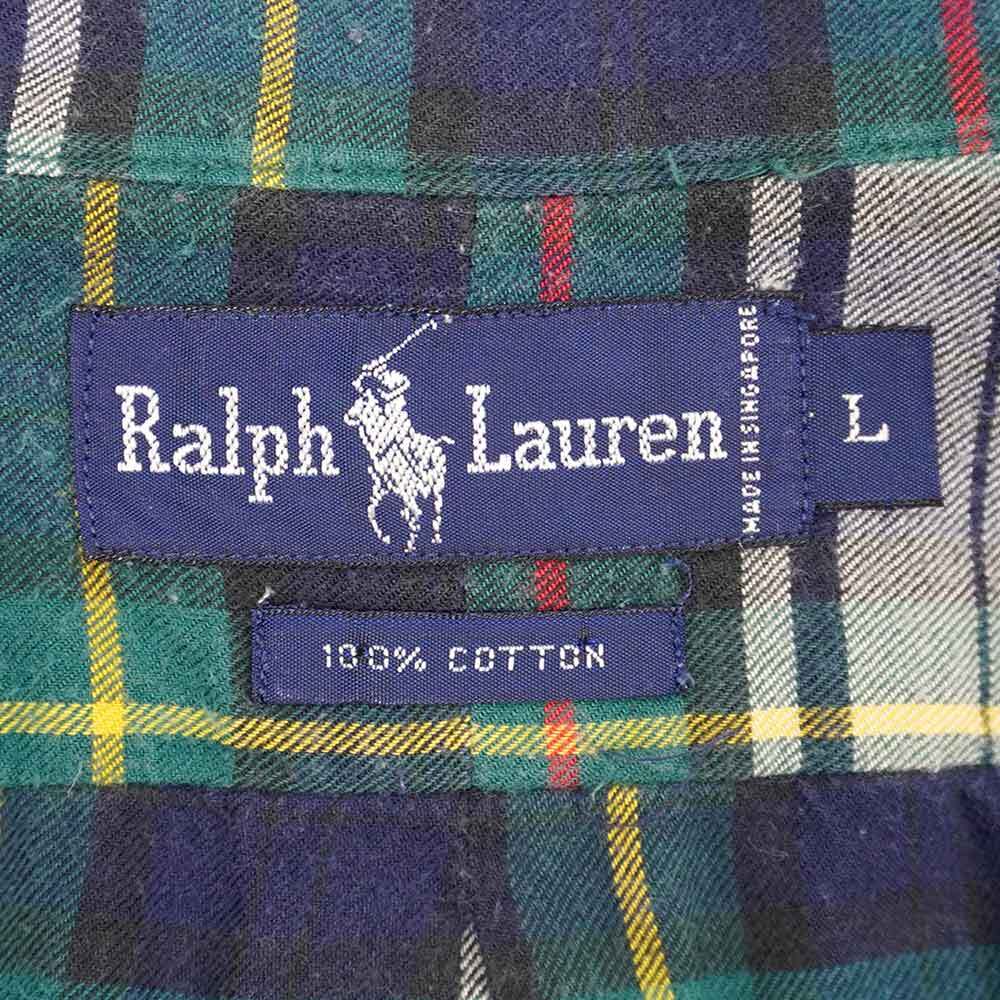 Ralph Lauren
MADE IN SINGAPORE
L
100% COTTON